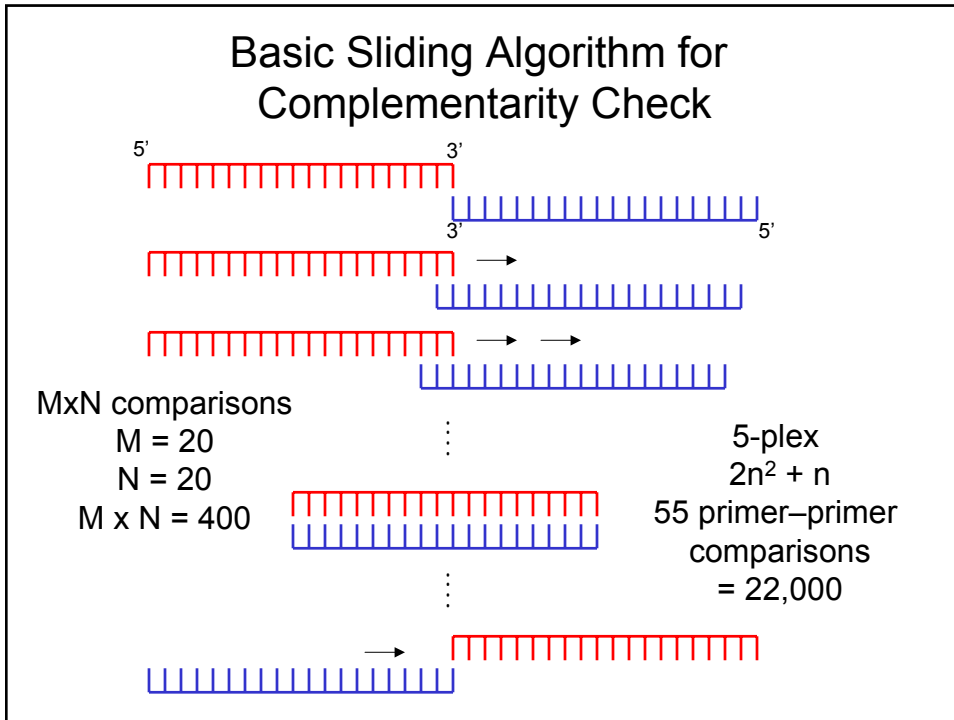 Basic Sliding Algorithm for
Complementarity Check
5’
3’
3’
5’
MxN comparisons
M = 20
N = 20
M x N = 400
5-plex
2n² + n
55 primer–primer
comparisons
= 22,000